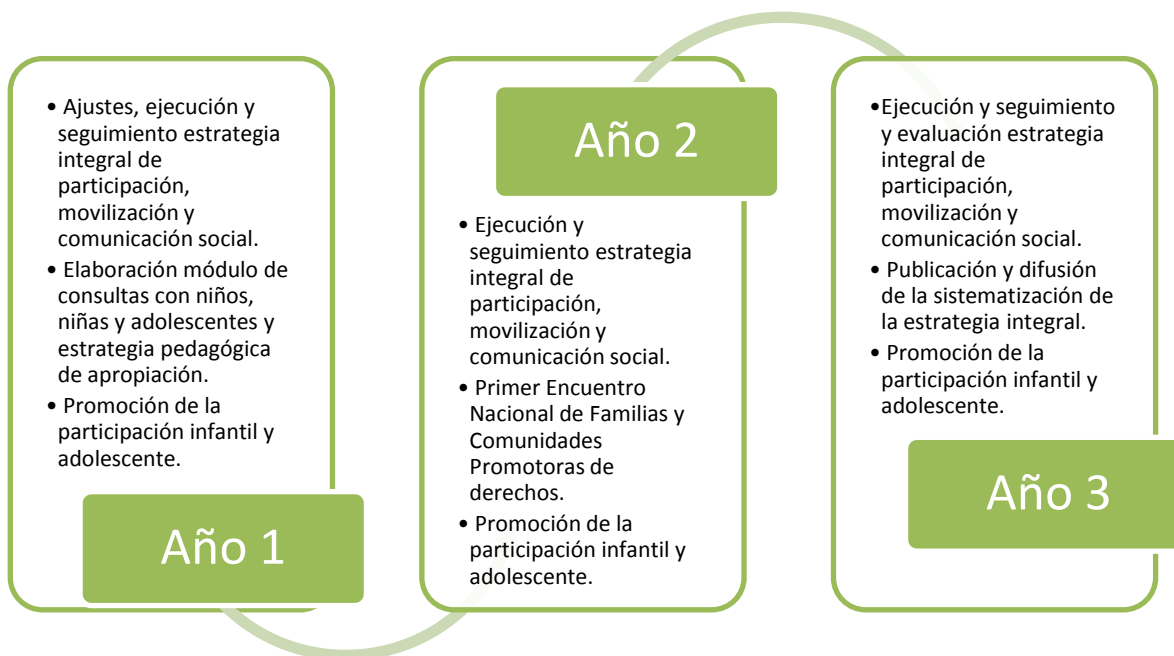 • Ajustes, ejecución y
seguimiento estrategia
integral de
participación,
movilización y
comunicación social.
• Elaboración módulo de
consultas con niños,
niñas y adolescentes y
estrategia pedagógica
de apropiación.
• Promoción de la
participación infantil y
adolescente.
Año 1
Año 2
• Ejecución y
seguimiento estrategia
integral de
participación,
movilización y
comunicación social.
• Primer Encuentro
Nacional de Familias y
Comunidades
Promotoras de
derechos.
• Promoción de la
participación infantil y
adolescente.
•Ejecución y seguimiento
y evaluación estrategia
integral de
participación,
movilización y
comunicación social.
• Publicación y difusión
de la sistematización de
la estrategia integral.
• Promoción de la
participación infantil y
adolescente.
Año 3